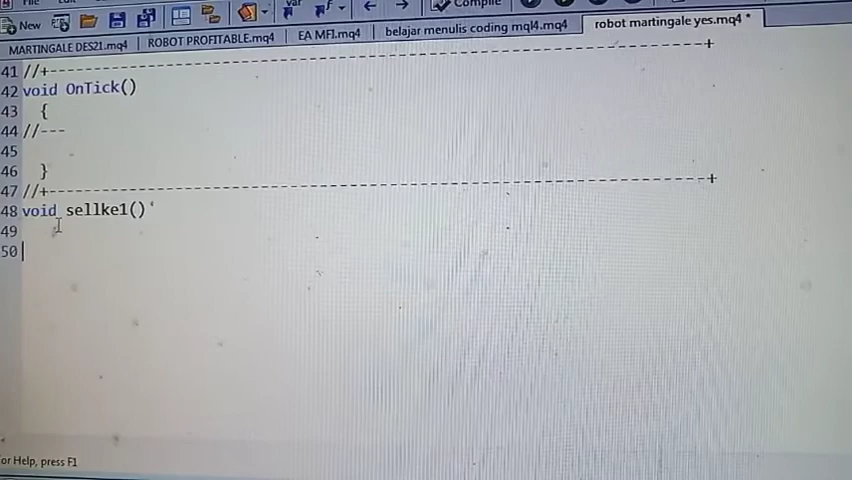 File Edit
New
Compile
MARTINGALE DES21.mq4 ROBOT PROFITABLE.mq4 EA MFI.mq4 belajar menulis coding mql4.mq4 robot martingale yes.mq4 *
41 //+------------------------------------------------------------------+
42 void OnTick()
43 {
44 //---
45
46 }
47 //+------------------------------------------------------------------+
48 void sellke1()
49
50
or Help, press F1